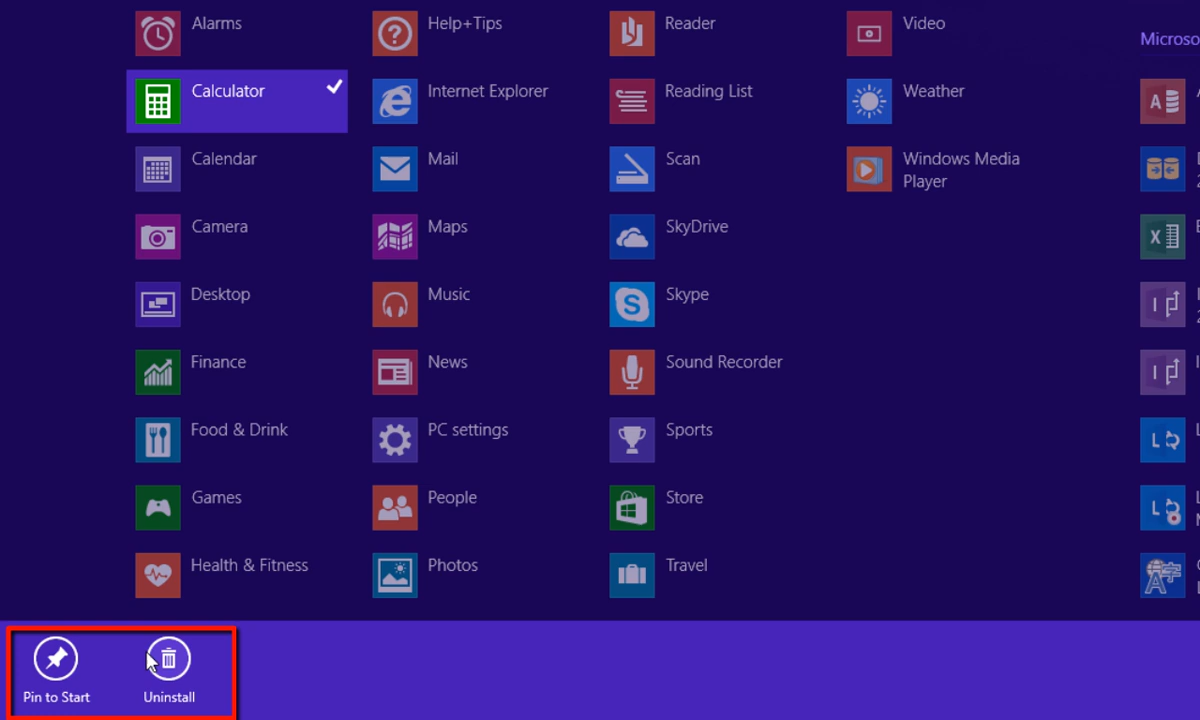 Alarms
Calculator
Calendar
Camera
Desktop
Finance
Food & Drink
Games
Health & Fitness
Help+Tips
Internet Explorer
Mail
Maps
Music
News
PC settings
People
Photos
Reader
Reading List
Scan
SkyDrive
Skype
Sound Recorder
Sports
Store
Travel
Video
Weather
Windows Media
Player
Pin to Start
Uninstall